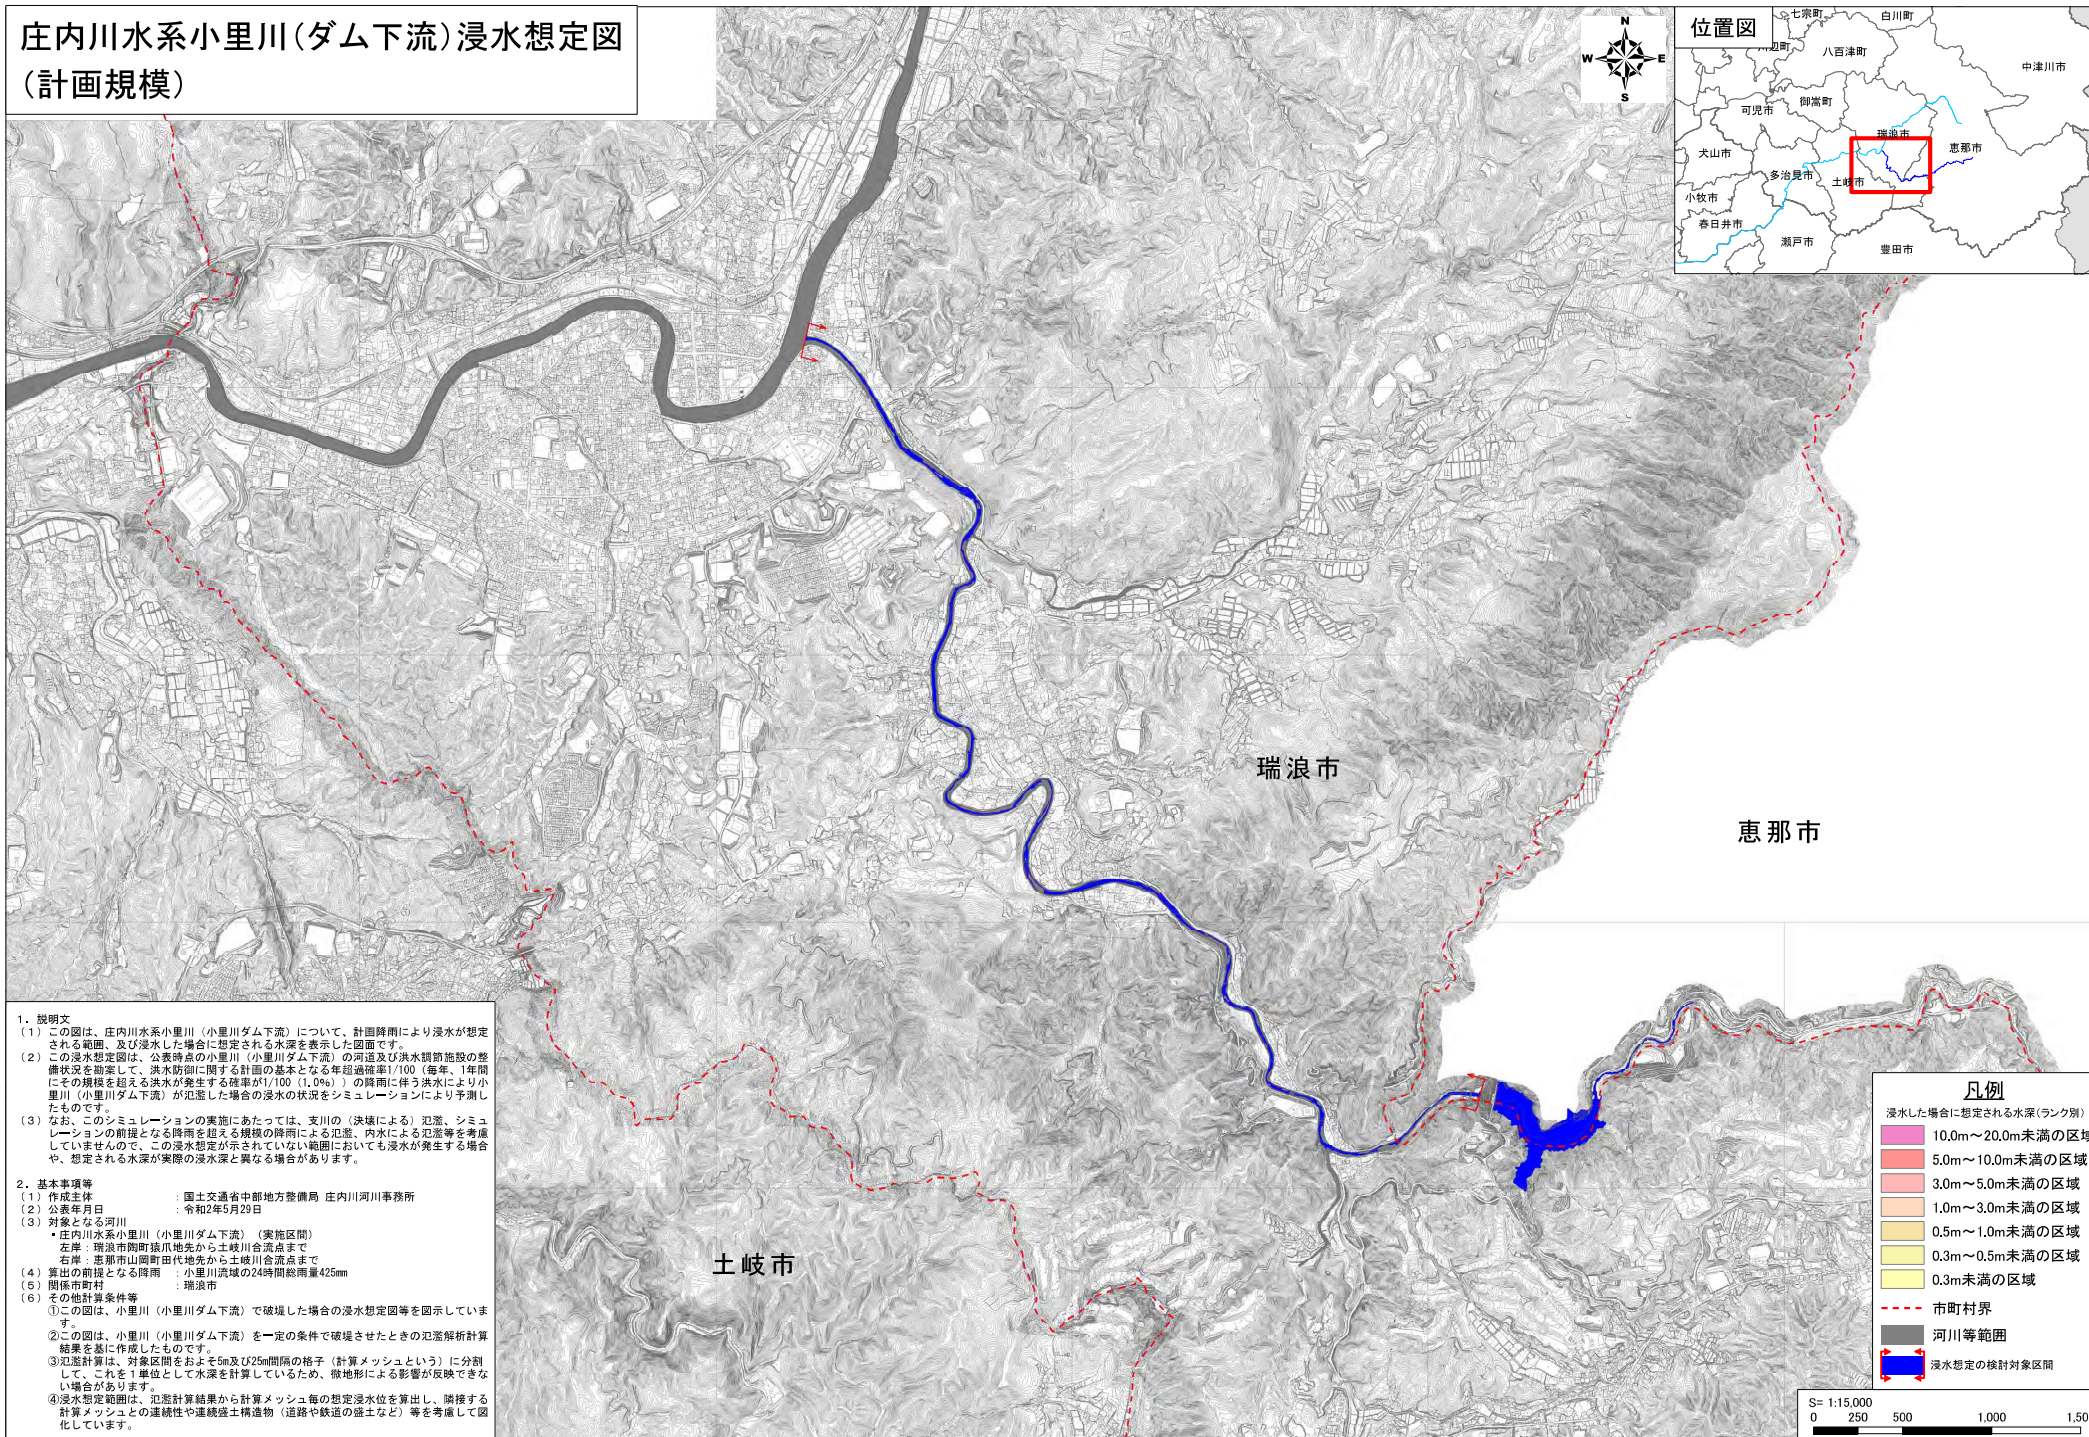 庄内川水系小里川(ダム下流)浸水想定図
(計画規模)
N
W
E
S
位置図
七宗町
白川町
八百津町
中津川市
可児市
御嵩町
瑞浪市
恵那市
犬山市
多治見市
土岐市
小牧市
春日井市
瀬戸市
豊田市
瑞浪市
恵那市
土岐市
1. 説明文
(1) この図は、庄内川水系小里川（小里川ダム下流）について、計画降雨により浸水が想定
される範囲、及び浸水した場合に想定される水深を表示した図面です。
(2) この浸水想定図は、公表時点の小里川（小里川ダム下流）の河道及び洪水調節施設の整
備状況を勘案して、洪水防御に関する計画の基本となる年超過確率1/100（毎年、1年間
にその規模を超える洪水が発生する確率が1/100（1.0%））の降雨に伴う洪水により小
里川（小里川ダム下流）が氾濫した場合の浸水の状況をシミュレーションにより予測し
たものです。
(3) なお、このシミュレーションの実施にあたっては、支川の（決壊による）氾濫、シミュ
レーションの前提となる降雨を超える規模の降雨による氾濫、内水による氾濫等を考慮
していませんので、この浸水想定が示されていない範囲においても浸水が発生する場合
や、想定される水深が実際の浸水深と異なる場合があります。
2. 基本事項等
(1) 作成主体 : 国土交通省中部地方整備局 庄内川河川事務所
(2) 公表年月日 : 令和2年5月29日
(3) 対象となる河川
・庄内川水系小里川（小里川ダム下流）（実施区間）
左岸：瑞浪市陶町猿爪地先から土岐川合流点まで
右岸：恵那市山岡町田代地先から土岐川合流点まで
(4) 算出の前提となる降雨 : 小里川流域の24時間総雨量425mm
(5) 関係市町村 : 瑞浪市
(6) その他計算条件等
①この図は、小里川（小里川ダム下流）で破堤した場合の浸水想定図等を図示していま
す。
②この図は、小里川（小里川ダム下流）を一定の条件で破堤させたときの氾濫解析計算
結果を基に作成したものです。
③氾濫計算は、対象区間をおよそ5m及び25m間隔の格子（計算メッシュという）に分割
して、これを1単位として水深を計算しているため、微地形による影響が反映できな
い場合があります。
④浸水想定範囲は、氾濫計算結果から計算メッシュ毎の想定浸水位を算出し、隣接する
計算メッシュとの連続性や連続盛土構造物（道路や鉄道の盛土など）等を考慮して図
化しています。
凡例
浸水した場合に想定される水深(ランク別)
10.0m～20.0m未満の区域
5.0m～10.0m未満の区域
3.0m～5.0m未満の区域
1.0m～3.0m未満の区域
0.5m～1.0m未満の区域
0.3m～0.5m未満の区域
0.3m未満の区域
市町村界
河川等範囲
浸水想定の検討対象区間
S= 1:15,000
0 250 500 1,000 1,50